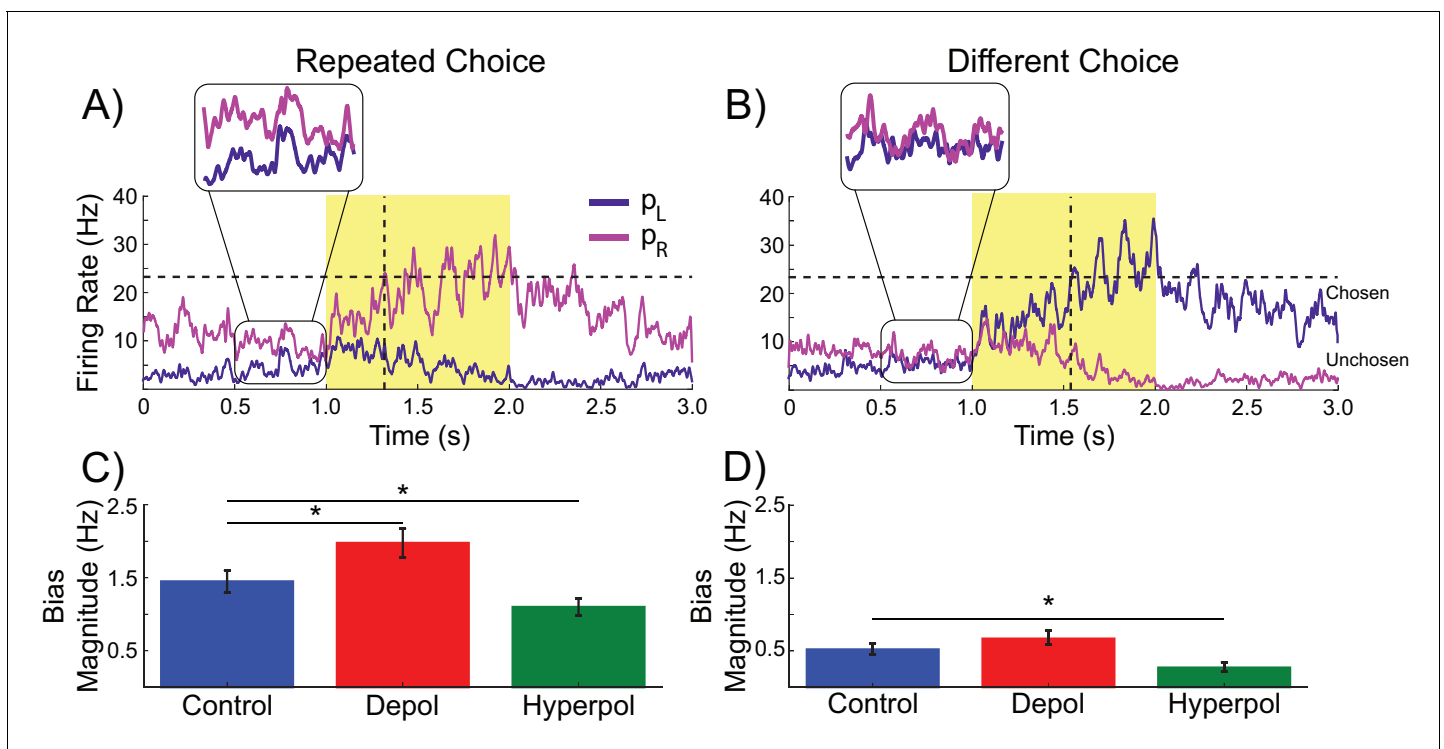 Repeated Choice
Different Choice
A)
B)
Firing Rate (Hz)
40
30
20
10
0
0.5
1.0
1.5
2.0
2.5
3.0
Time (s)
pL
pR
40
30
20
10
0
0.5
1.0
1.5
2.0
2.5
3.0
Time (s)
Chosen
Unchosen
C)
D)
Bias
Magnitude (Hz)
2.5
1.5
0.5
*
*
Control
Depol
Hyperpol
Bias
Magnitude (Hz)
2.5
1.5
0.5
*
Control
Depol
Hyperpol